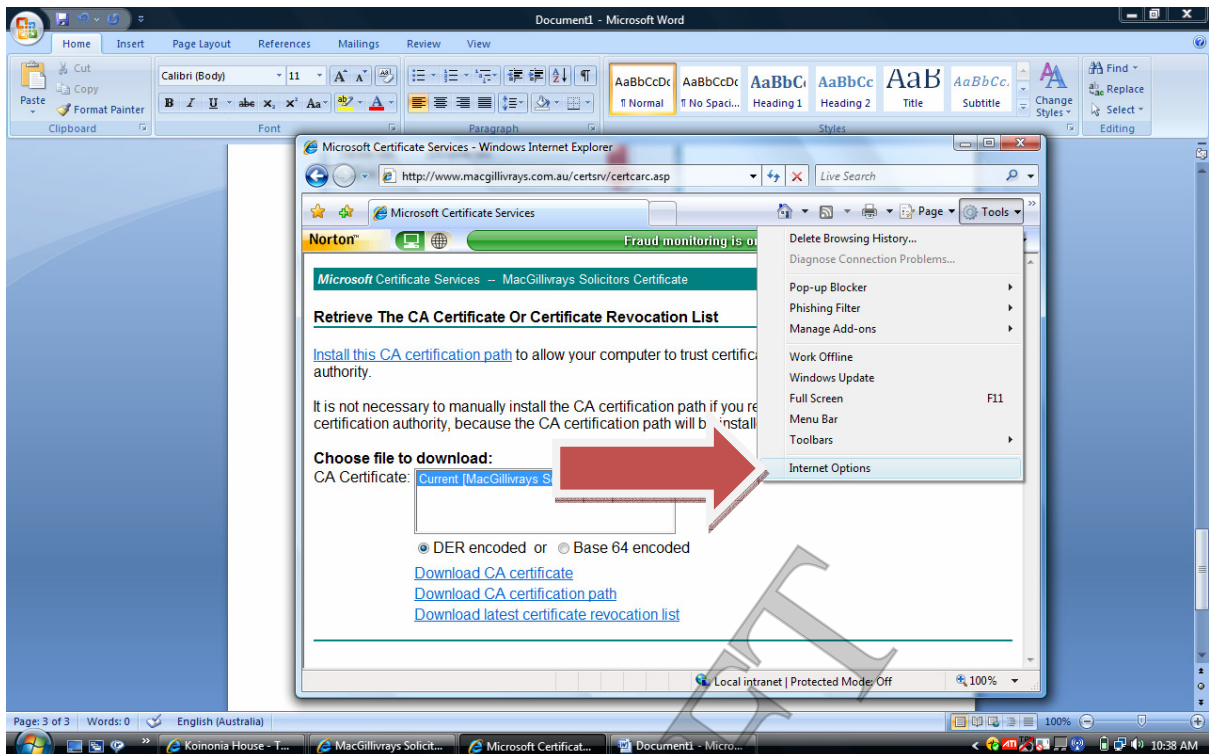 Document1 - Microsoft Word
Home Insert Page Layout References Mailings Review View
Cut
Copy
Paste
Format Painter
Clipboard
Calibri (Body) 11
B I U abc x₂ x² Aa
Font
Paragraph
AaBbCcDc AaBbCcDc AaBbC AaBbCc AaB AaBbCc.
¶ Normal ¶ No Spaci... Heading 1 Heading 2 Title Subtitle
Change Styles
Styles
Find
Replace
Select
Editing
Microsoft Certificate Services - Windows Internet Explorer
http://www.macgillivrays.com.au/certsrv/certcarc.asp
Live Search
Microsoft Certificate Services
Page Tools
Norton™
Fraud monitoring is
Microsoft Certificate Services -- MacGillivrays Solicitors Certificate
Retrieve The CA Certificate Or Certificate Revocation List
Install this CA certification path to allow your computer to trust
authority.
It is not necessary to manually install the CA certification path if you
certification authority, because the CA certification path will
Choose file to download:
CA Certificate:
Current [MacGillivrays
DER encoded or Base 64 encoded
Download CA certificate
Download CA certification path
Download latest certificate revocation list
Delete Browsing History...
Diagnose Connection Problems...
Pop-up Blocker
Phishing Filter
Manage Add-ons
Work Offline
Windows Update
Full Screen F11
Menu Bar
Toolbars
Internet Options
Local intranet | Protected Mode: Off
100%
Page: 3 of 3 Words: 0 English (Australia)
100%
Koinonia House - T...
MacGillivrays Solicit...
Microsoft Certificat...
Document1 - Micro...
10:38 AM